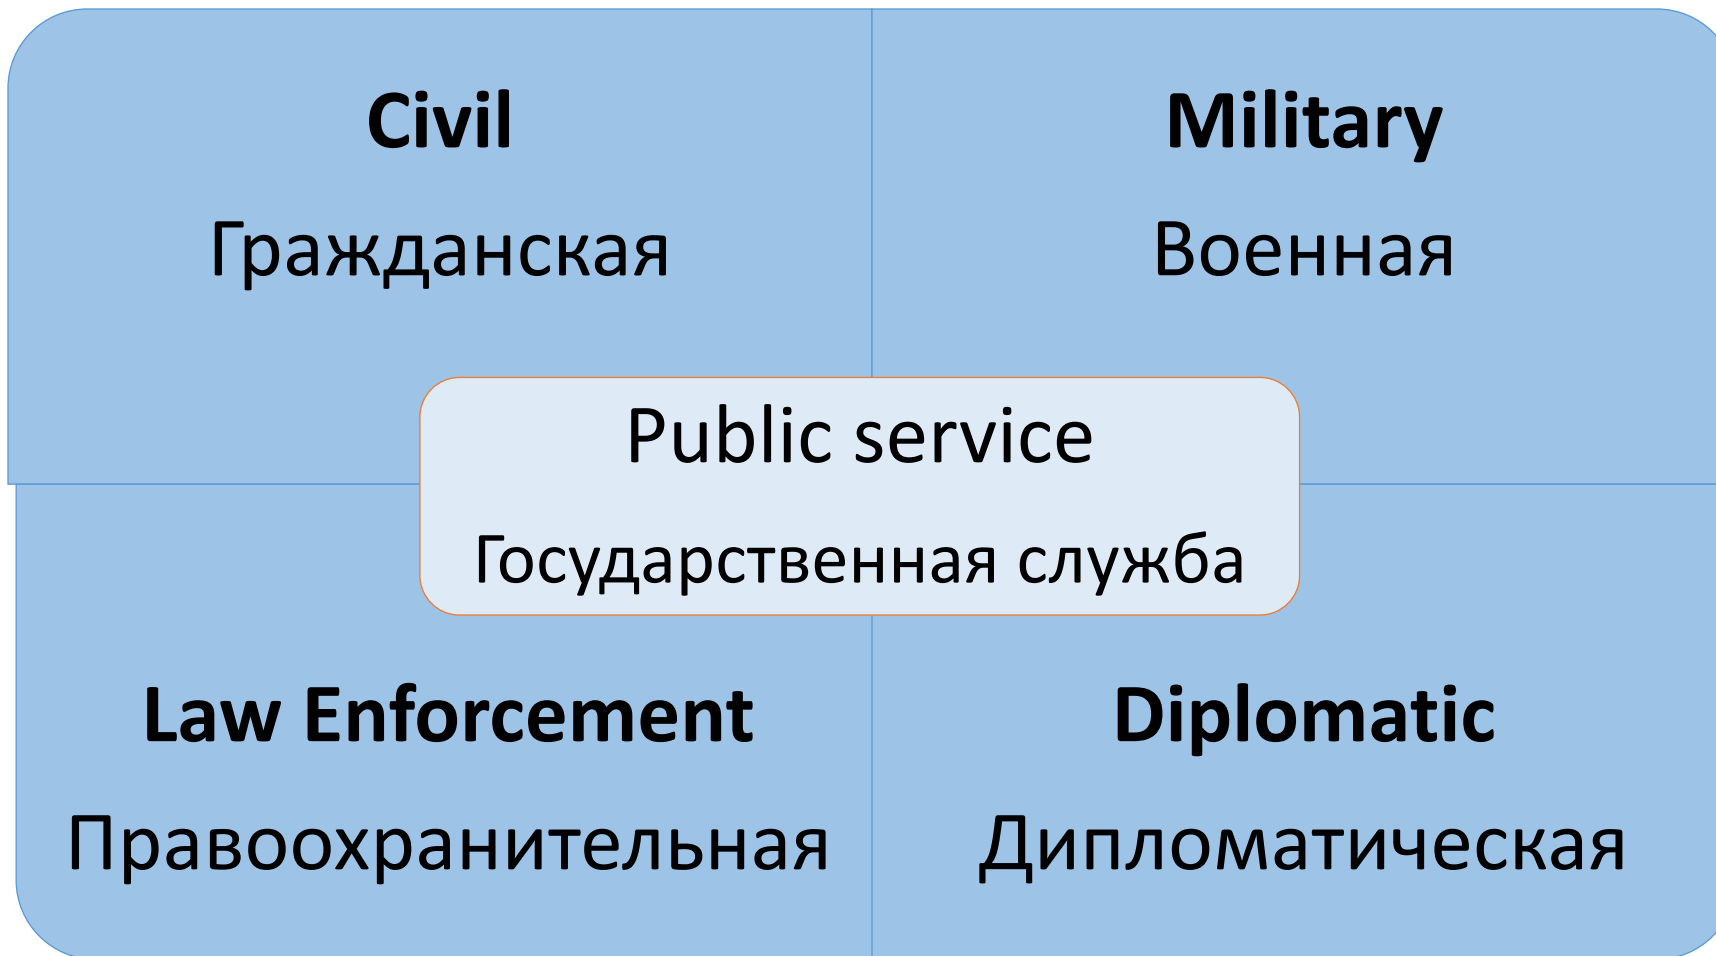 Civil
Гражданская
Military
Военная
Public service
Государственная служба
Law Enforcement
Правоохранительная
Diplomatic
Дипломатическая